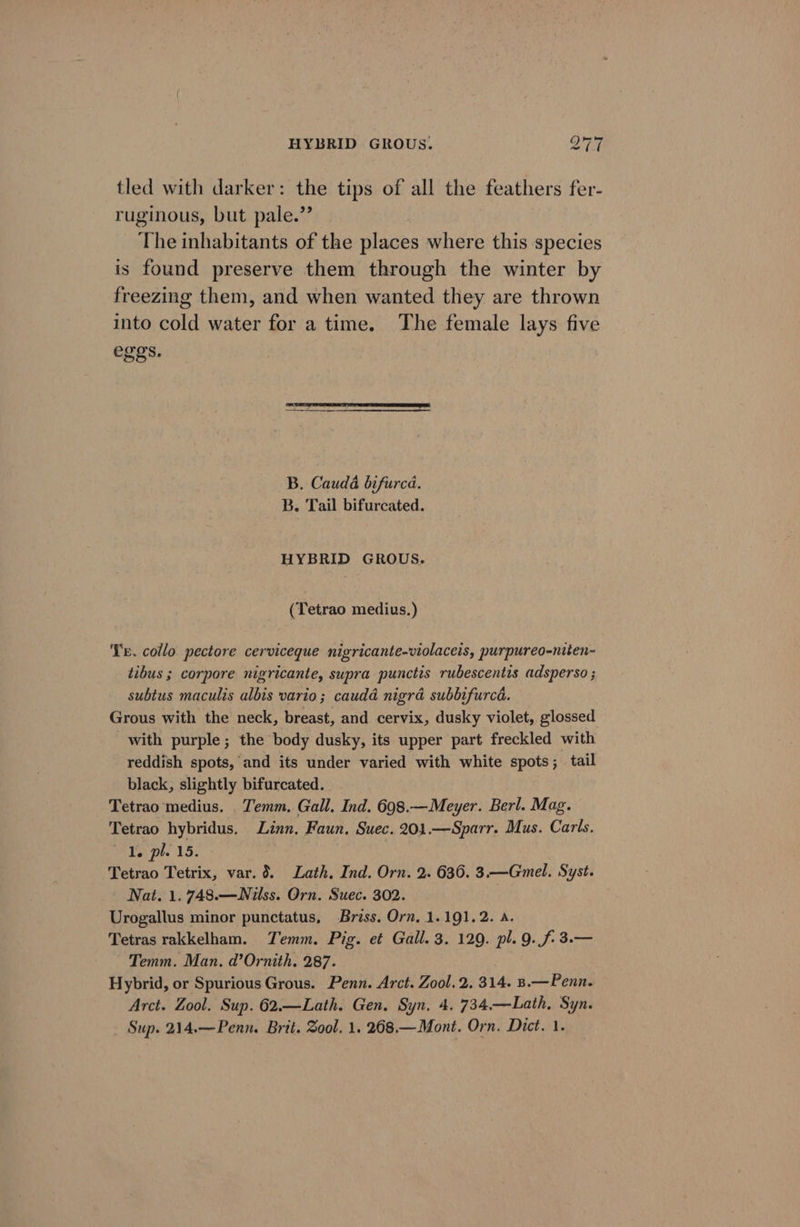 HYBRID GROUS. 277
tled with darker: the tips of all the feathers fer-
ruginous, but pale.”
The inhabitants of the places where this species
is found preserve them through the winter by
freezing them, and when wanted they are thrown
into cold water for a time. The female lays five
eggs.
B. Caudâ bifurcâ.
B. Tail bifurcated.
HYBRID GROUS.
(Tetrao medius.)
Te. collo pectore cerviceque nigricante-violaceis, purpureo-niten-
tibus; corpore nigricante, supra punctis rubescentis adsperso;
subtus maculis albis vario; caudâ nigrâ subbifurcâ.
Grous with the neck, breast, and cervix, dusky violet, glossed
with purple; the body dusky, its upper part freckled with
reddish spots, and its under varied with white spots; tail
black, slightly bifurcated.
Tetrao medius. Temm. Gall. Ind. 698.—Meyer. Berl. Mag.
Tetrao hybridus. Linn. Faun. Suec. 201.—Sparr. Mus. Carls.
1. pl. 15.
Tetrao Tetrix, var. δ. Lath. Ind. Orn. 2. 636. 3.—Gmel. Syst.
Nat. 1. 748.—Nilss. Orn. Suec. 302.
Urogallus minor punctatus, Briss. Orn. 1. 191. 2. A.
Tetras rakkelham. Temm. Pig. et Gall. 3. 129. pl. 9. f. 3.—
Temm. Man. d’Ornith. 287.
Hybrid, or Spurious Grous. Penn. Arct. Zool. 2. 314. B.—Penn.
Arct. Zool. Sup. 62.—Lath. Gen. Syn. 4. 734.—Lath. Syn.
Sup. 214.—Penn. Brit. Zool. 1. 268.—Mont. Orn. Dict. 1.